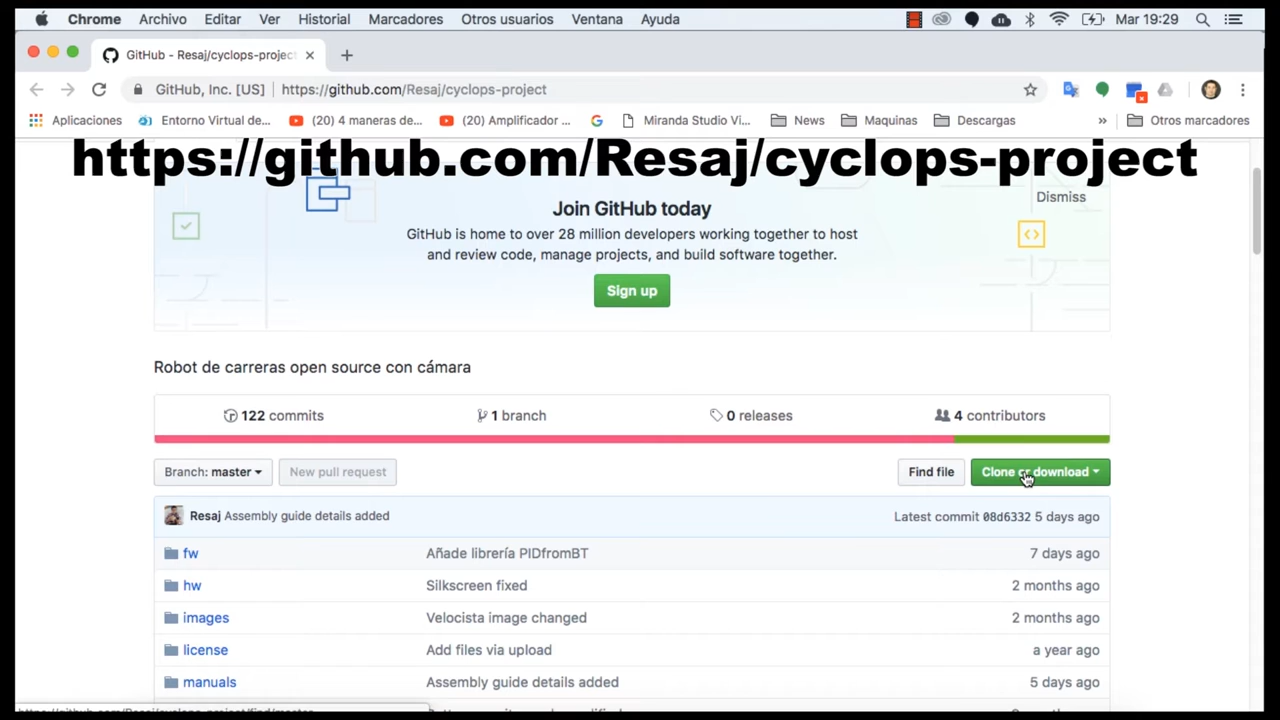 Chrome Archivo Editar Ver Historial Marcadores Otros usuarios Ventana Ayuda Mar 19:29
GitHub - Resaj/cyclops-project
GitHub, Inc. [US] https://github.com/Resaj/cyclops-project
Aplicaciones Entorno Virtual de... (20) 4 maneras de... (20) Amplificador ... Miranda Studio Vi... News Maquinas Descargas » Otros marcadores
https://github.com/Resaj/cyclops-project
Dismiss
Join GitHub today
GitHub is home to over 28 million developers working together to host
and review code, manage projects, and build software together.
Sign up
Robot de carreras open source con cámara
122 commits 1 branch 0 releases 4 contributors
Branch: master New pull request Find file Clone or download
Resaj Assembly guide details added Latest commit 08d6332 5 days ago
fw Añade librería PIDfromBT 7 days ago
hw Silkscreen fixed 2 months ago
images Velocista image changed 2 months ago
license Add files via upload a year ago
manuals Assembly guide details added 5 days ago